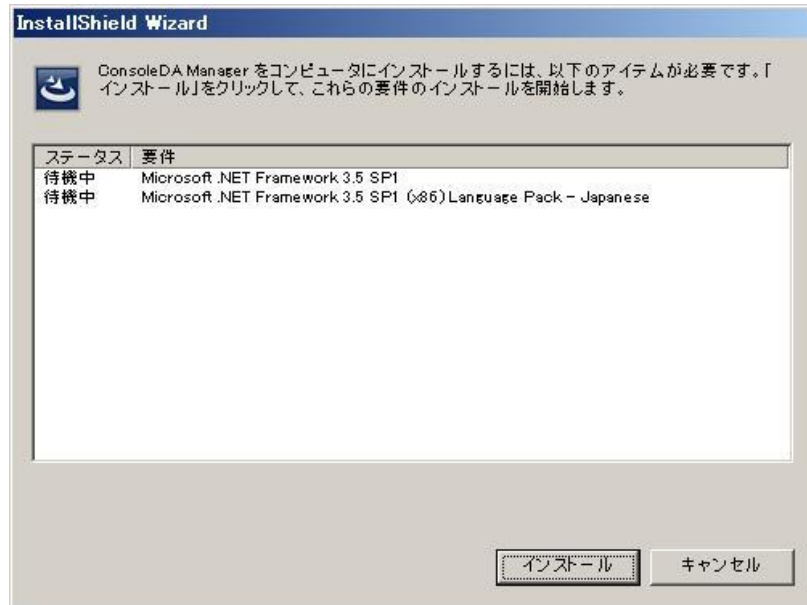 InstallShield Wizard
ConsoleDA Manager をコンピュータにインストールするには、以下のアイテムが必要です。「
インストール」をクリックして、これらの要件のインストールを開始します。
ステータス 要件
待機中 Microsoft .NET Framework 3.5 SP1
待機中 Microsoft .NET Framework 3.5 SP1 (x86) Language Pack - Japanese
インストール キャンセル